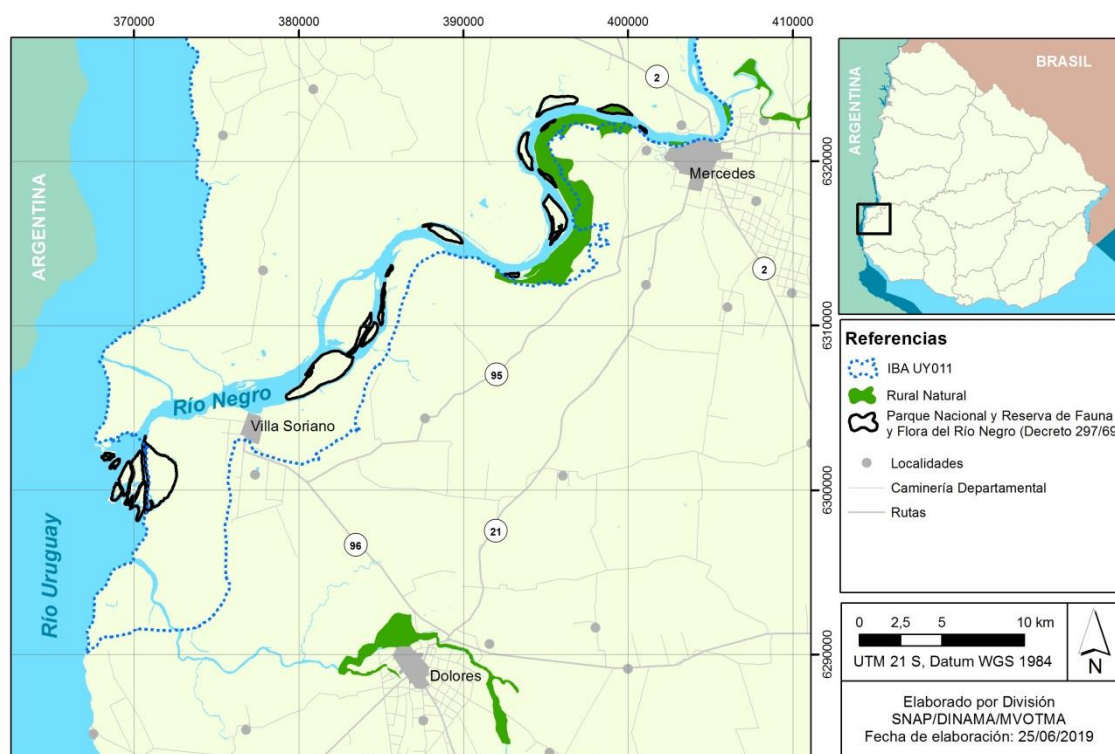 370000
380000
390000
400000
410000
ARGENTINA
2
Mercedes
6320000
2
6310000
95
Río Negro
Villa Soriano
6300000
21
96
Río Uruguay
6290000
Dolores
ARGENTINA
BRASIL
Referencias
IBA UY011
Rural Natural
Parque Nacional y Reserva de Fauna
y Flora del Río Negro (Decreto 297/69
Localidades
Caminería Departamental
Rutas
0 2,5 5 10 km
UTM 21 S, Datum WGS 1984
N
Elaborado por División
SNAP/DINAMA/MVOTMA
Fecha de elaboración: 25/06/2019